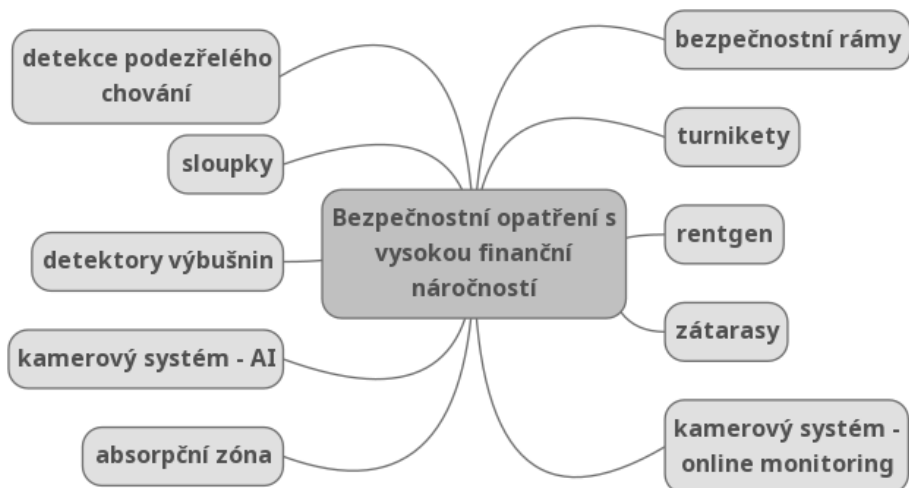 detekce podezřelého
chování
sloupky
detektory výbušnin
kamerový systém - AI
absorpční zóna
Bezpečnostní opatření s
vysokou finanční
náročností
bezpečnostní rámy
turnikety
rentgen
zátarasy
kamerový systém -
online monitoring